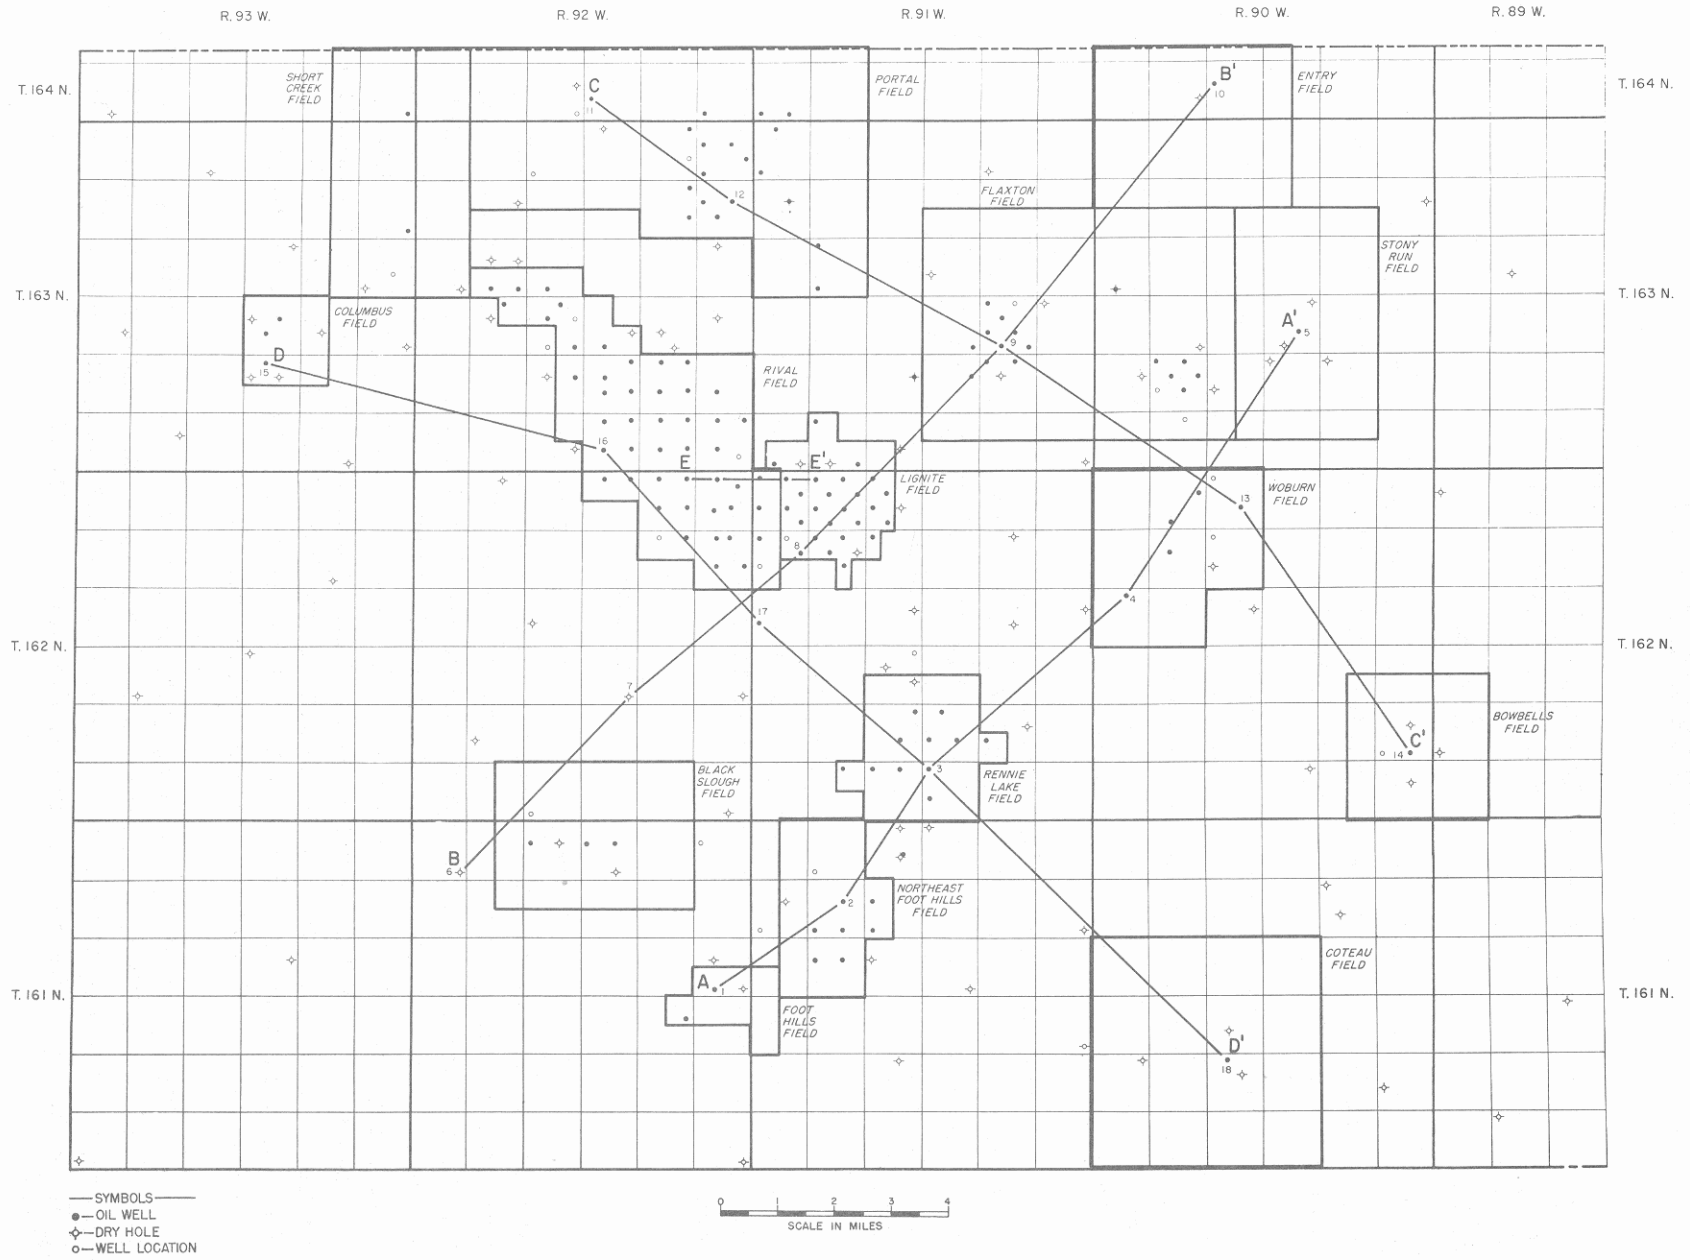 R. 93 W. R. 92 W. R. 91 W. R. 90 W. R. 89 W.
T. 164 N. T. 164 N.
SHORT
CREEK
FIELD
C
11
PORTAL
FIELD
B'
10
ENTRY
FIELD
12
FLAXTON
FIELD
STONY
RUN
FIELD
T. 163 N. T. 163 N.
COLUMBUS
FIELD
A'
5
9
D
15
RIVAL
FIELD
16
E E'
LIGNITE
FIELD
WOBURN
FIELD
13
8
4
17
T. 162 N. T. 162 N.
7
BOWBELLS
FIELD
C'
14
BLACK
SLOUGH
FIELD
3
RENNIE
LAKE
FIELD
B
6
NORTHEAST
FOOT HILLS
FIELD
2
COTEAU
FIELD
A
1
T. 161 N. T. 161 N.
FOOT
HILLS
FIELD
D'
18
SYMBOLS
OIL WELL
DRY HOLE
WELL LOCATION
0 1 2 3 4
SCALE IN MILES